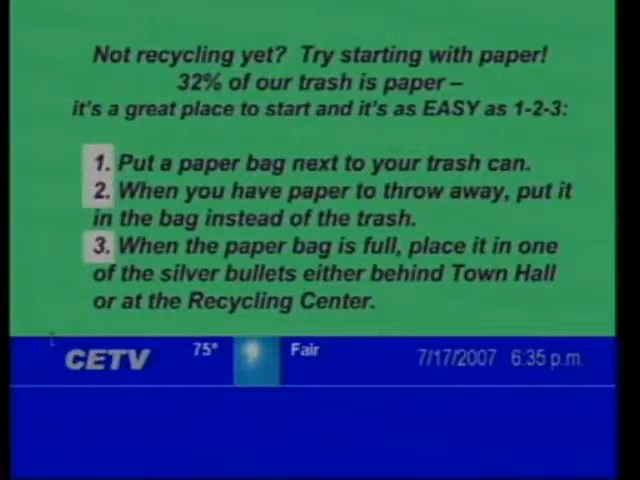 Not recycling yet? Try starting with paper!
32% of our trash is paper –
it's a great place to start and it's as EASY as 1-2-3:
1. Put a paper bag next to your trash can.
2. When you have paper to throw away, put it
in the bag instead of the trash.
3. When the paper bag is full, place it in one
of the silver bullets either behind Town Hall
or at the Recycling Center.
CETV 75° Fair 7/17/2007 6:35 p.m.